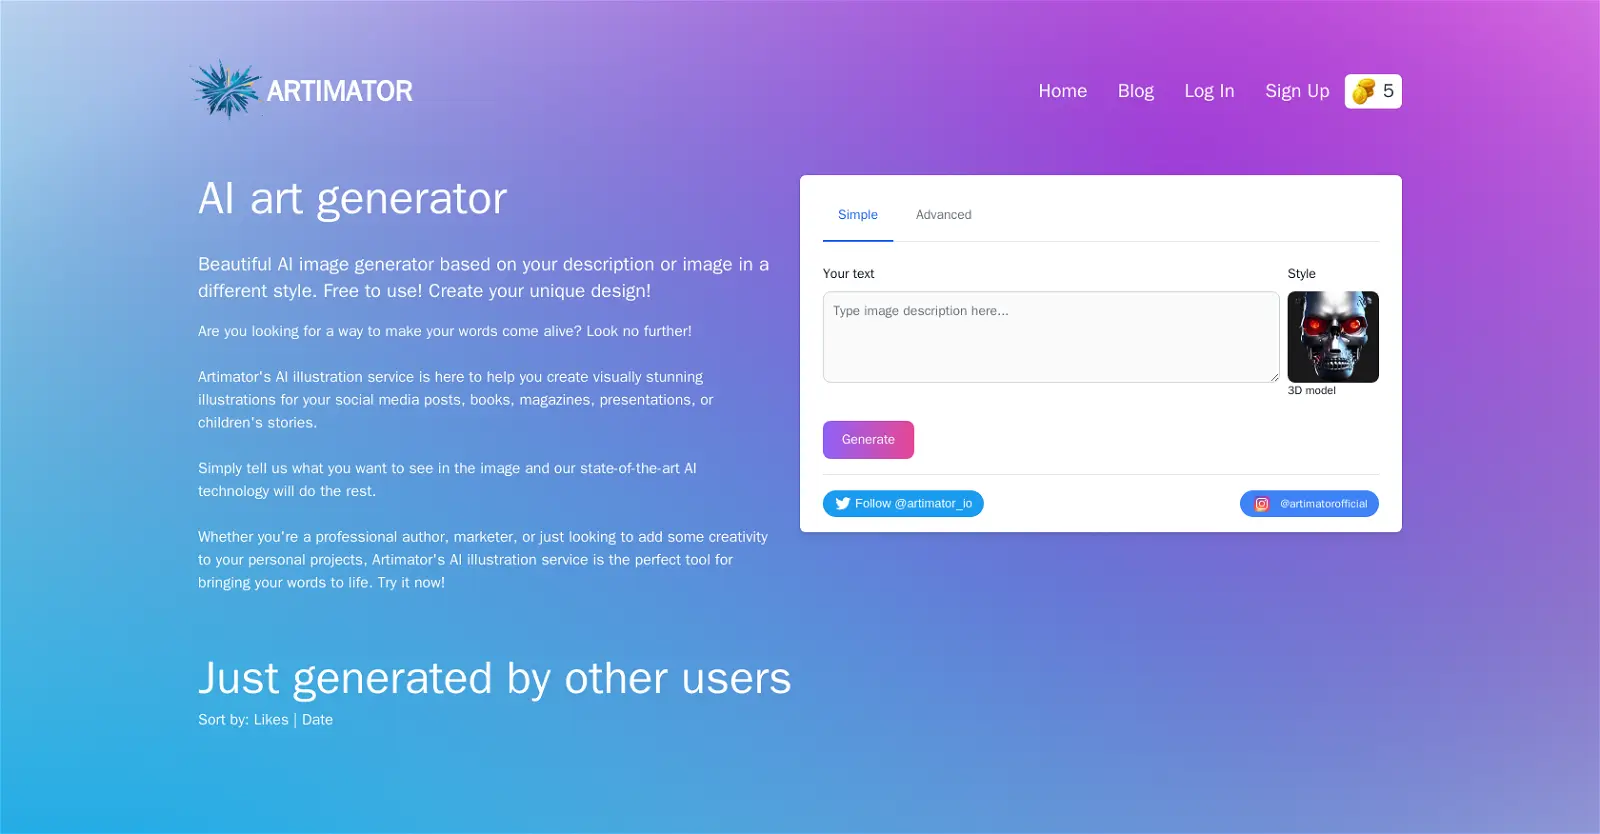 ARTIMATOR
Home
Blog
Log In
Sign Up
5
AI art generator
Beautiful AI image generator based on your description or image in a
different style. Free to use! Create your unique design!
Are you looking for a way to make your words come alive? Look no further!
Artimator's AI illustration service is here to help you create visually stunning
illustrations for your social media posts, books, magazines, presentations, or
children's stories.
Simply tell us what you want to see in the image and our state-of-the-art AI
technology will do the rest.
Whether you're a professional author, marketer, or just looking to add some creativity
to your personal projects, Artimator's AI illustration service is the perfect tool for
bringing your words to life. Try it now!
Simple
Advanced
Your text
Style
Type image description here...
3D model
Generate
Follow @artimator_io
@artimatorofficial
Just generated by other users
Sort by: Likes | Date